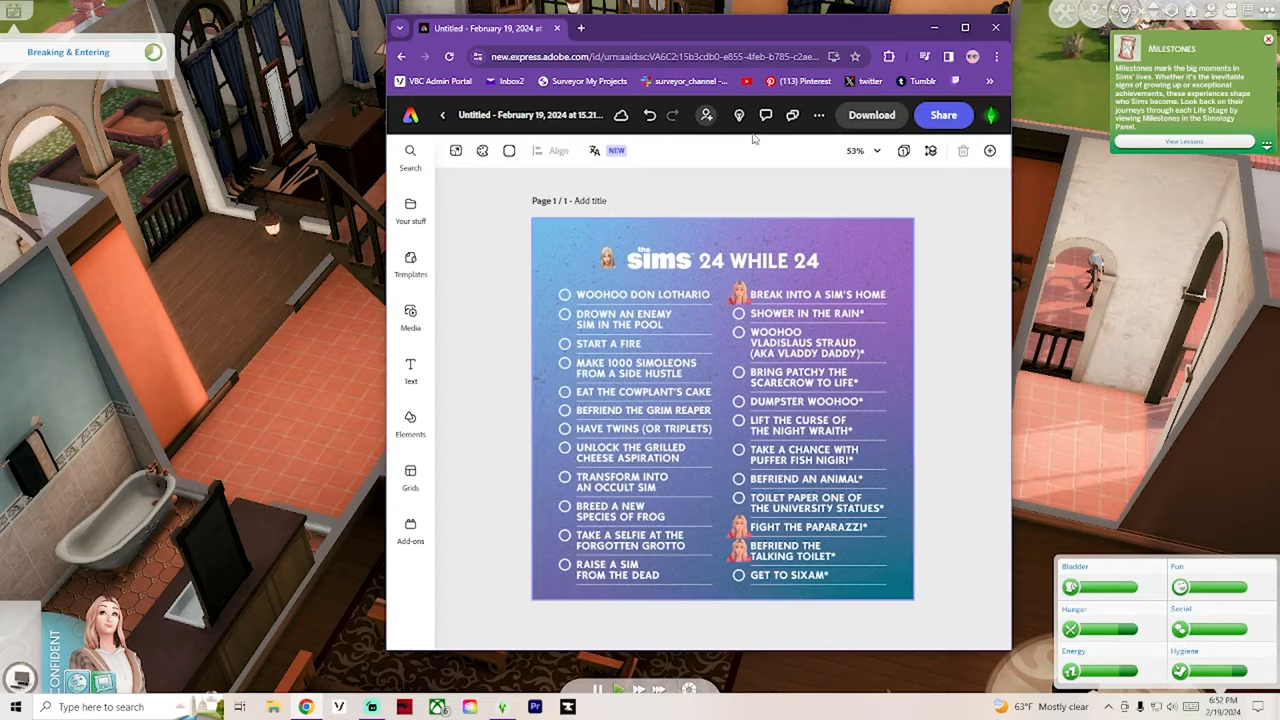 Breaking & Entering
Untitled - February 19, 2024 at
new.express.adobe.com/id/urn:aaid:sc:VA6C2:15b3cdb0-e855-4feb-b785-c2ae...
VBC Admin Portal
Inbox2
Surveyor My Projects
surveyor_channel -...
(113) Pinterest
twitter
Tumblr
»
Untitled - February 19, 2024 at 15.21...
Download
Share
Align
NEW
53%
Search
Your stuff
Templates
Media
Text
Elements
Grids
Add-ons
Page 1 / 1 - Add title
the
sims 24 WHILE 24
WOOHOO DON LOTHARIO
DROWN AN ENEMY
SIM IN THE POOL
START A FIRE
MAKE 1000 SIMOLEONS
FROM A SIDE HUSTLE
EAT THE COWPLANT'S CAKE
BEFRIEND THE GRIM REAPER
HAVE TWINS (OR TRIPLETS)
UNLOCK THE GRILLED
CHEESE ASPIRATION
TRANSFORM INTO
AN OCCULT SIM
BREED A NEW
SPECIES OF FROG
TAKE A SELFIE AT THE
FORGOTTEN GROTTO
RAISE A SIM
FROM THE DEAD
BREAK INTO A SIM'S HOME
SHOWER IN THE RAIN*
WOOHOO
VLADISLAUS STRAUD
(AKA VLADDY DADDY)*
BRING PATCHY THE
SCARECROW TO LIFE*
DUMPSTER WOOHOO*
LIFT THE CURSE OF
THE NIGHT WRAITH*
TAKE A CHANCE WITH
PUFFER FISH NIGIRI*
BEFRIEND AN ANIMAL*
TOILET PAPER ONE OF
THE UNIVERSITY STATUES*
FIGHT THE PAPARAZZI*
BEFRIEND THE
TALKING TOILET*
GET TO SIXAM*
MILESTONES
Milestones mark the big moments in
Sims' lives. Whether it's the inevitable
signs of growing up or exceptional
achievements, these experiences shape
who Sims become. Look back on their
journeys through each Life Stage by
viewing Milestones in the Simology
Panel.
View Lessons
Bladder
Fun
Hunger
Social
Energy
Hygiene
CONFIDENT
Type here to search
63°F Mostly clear
6:52 PM
2/19/2024